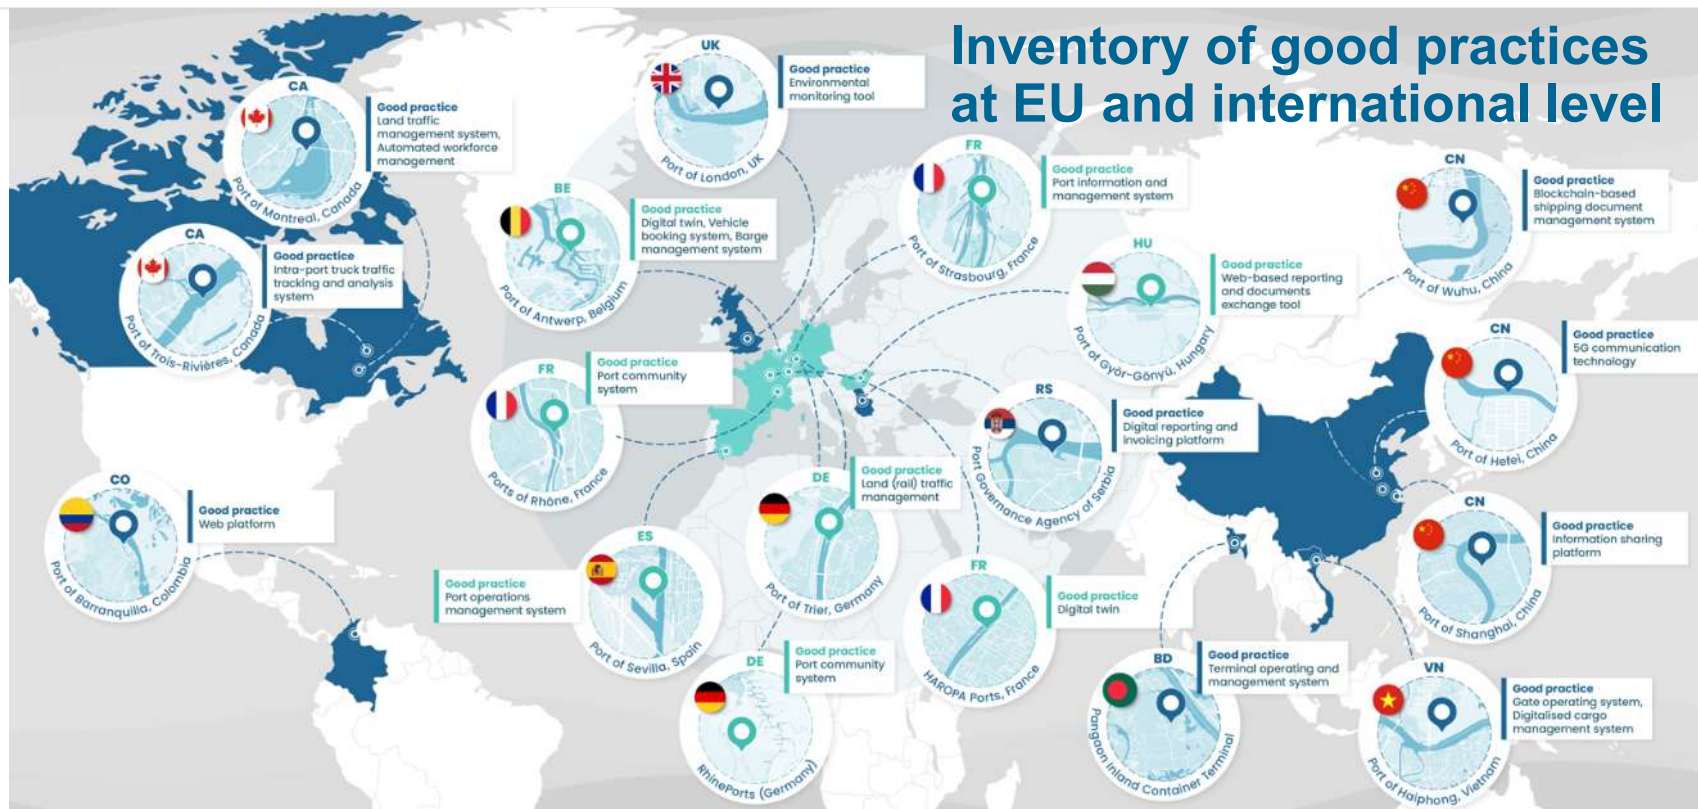 Inventory of good practices
at EU and international level
CA
Port of Montreal, Canada
Good practice
Land traffic
management system,
Automated workforce
management
CA
Port of Trois-Rivières, Canada
Good practice
Intra-port truck traffic
tracking and analysis
system
UK
Port of London, UK
Good practice
Environmental
monitoring tool
BE
Port of Antwerp, Belgium
Good practice
Digital twin, Vehicle
booking system, Barge
management system
FR
Port of Strasbourg, France
Good practice
Port information and
management system
HU
Port of Győr-Gönyű, Hungary
Good practice
Web-based reporting
and documents
exchange tool
CN
Port of Wuhu, China
Good practice
Blockchain-based
shipping document
management system
CN
Port of Hefei, China
Good practice
5G communication
technology
FR
Ports of Rhône, France
Good practice
Port community
system
RS
Port Governance Agency of Serbia
Good practice
Digital reporting and
invoicing platform
CO
Port of Barranquilla, Colombia
Good practice
Web platform
DE
Port of Trier, Germany
Good practice
Land (rail) traffic
management
CN
Port of Shanghai, China
Good practice
Information sharing
platform
ES
Port of Sevilla, Spain
Good practice
Port operations
management system
FR
HAROPA Ports, France
Good practice
Digital twin
DE
RhinePorts (Germany)
Good practice
Port community
system
BD
Pangaon Inland Container Terminal
Good practice
Terminal operating and
management system
VN
Port of Haiphong, Vietnam
Good practice
Gate operating system,
Digitalised cargo
management system